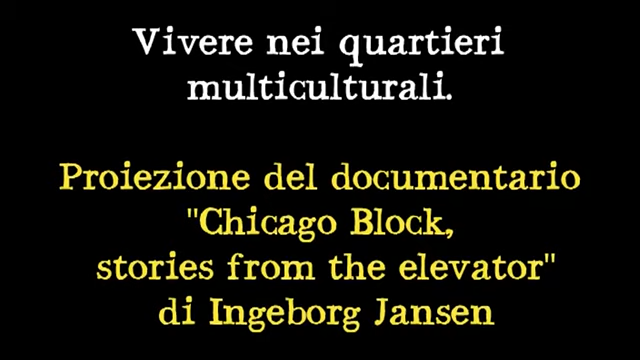 Vivere nei quartieri
multiculturali.
Proiezione del documentario
"Chicago Block,
stories from the elevator"
di Ingeborg Jansen